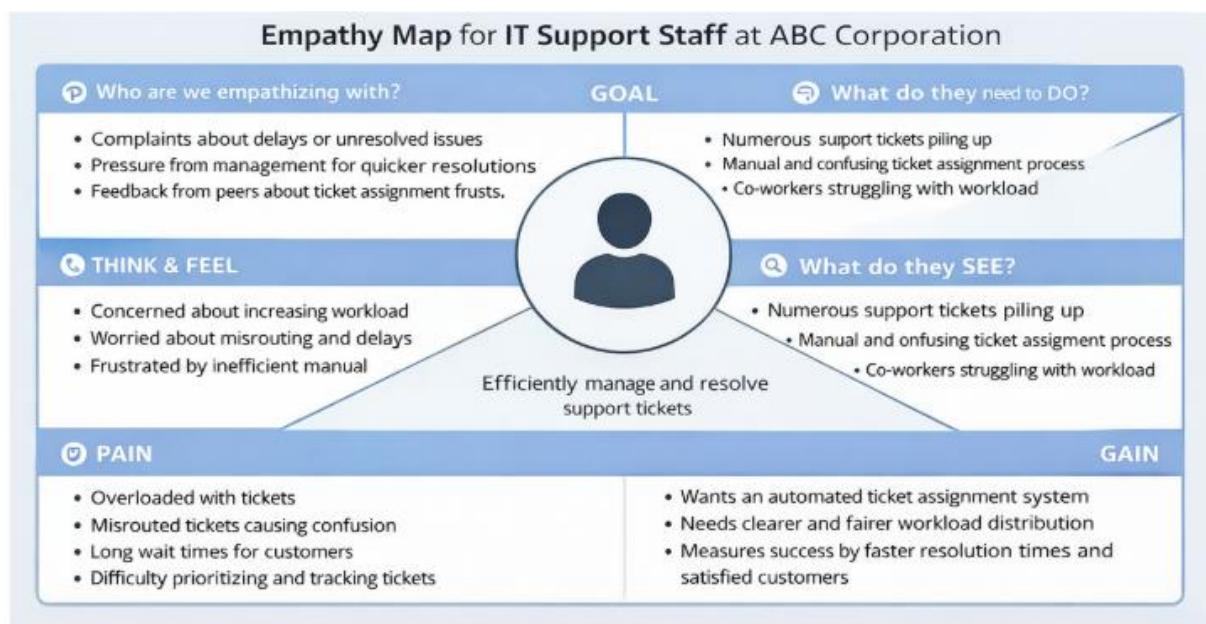 Empathy Map for IT Support Staff at ABC Corporation
Who are we empathizing with?
GOAL
What do they need to DO?
• Complaints about delays or unresolved issues
• Pressure from management for quicker resolutions
• Feedback from peers about ticket assignment frusts.
• Numerous support tickets piling up
• Manual and confusing ticket assignment process
• Co-workers struggling with workload
THINK & FEEL
• Concerned about increasing workload
• Worried about misrouting and delays
• Frustrated by inefficient manual
What do they SEE?
• Numerous support tickets piling up
• Manual and onfusing ticket assigment process
• Co-workers struggling with workload
Efficiently manage and resolve
support tickets
PAIN
• Overloaded with tickets
• Misrouted tickets causing confusion
• Long wait times for customers
• Difficulty prioritizing and tracking tickets
GAIN
• Wants an automated ticket assignment system
• Needs clearer and fairer workload distribution
• Measures success by faster resolution times and
satisfied customers